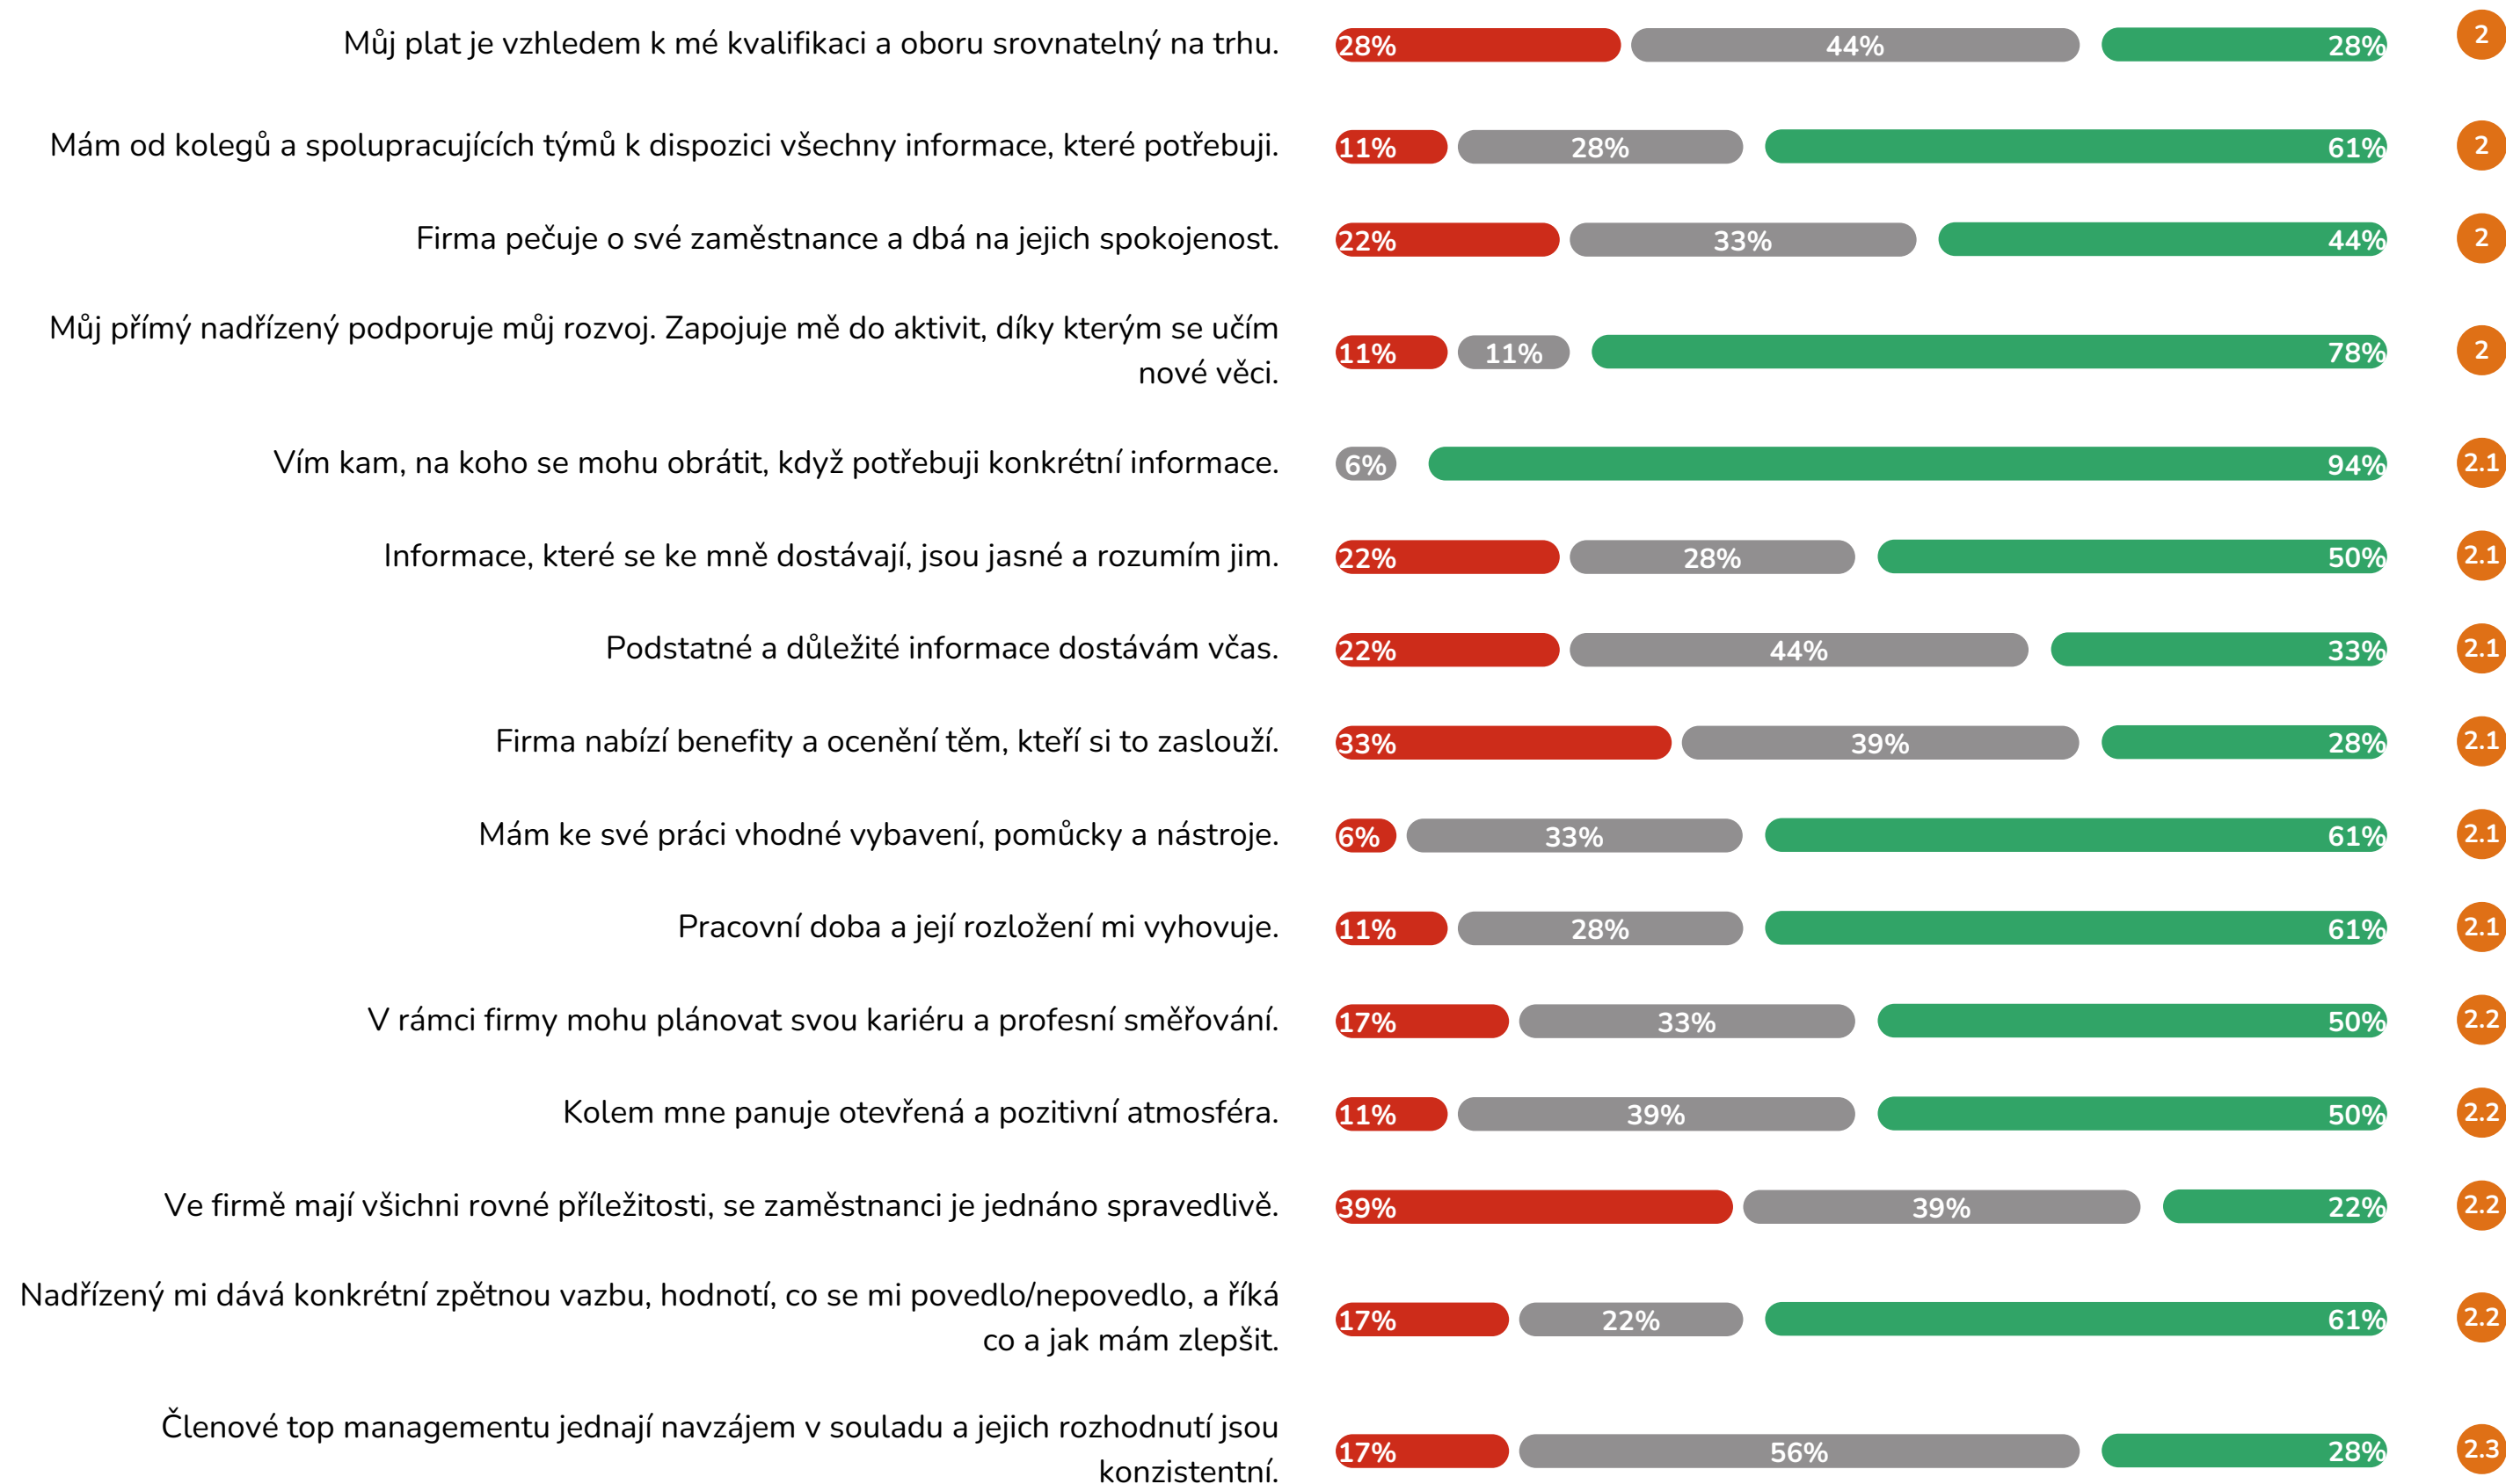 Můj plat je vzhledem k mé kvalifikaci a oboru srovnatelný na trhu. 28% 44% 28% 2
Mám od kolegů a spolupracujících týmů k dispozici všechny informace, které potřebuji. 11% 28% 61% 2
Firma pečuje o své zaměstnance a dbá na jejich spokojenost. 22% 33% 44% 2
Můj přímý nadřízený podporuje můj rozvoj. Zapojuje mě do aktivit, díky kterým se učím
nové věci. 11% 11% 78% 2
Vím kam, na koho se mohu obrátit, když potřebuji konkrétní informace. 6% 94% 2.1
Informace, které se ke mně dostávají, jsou jasné a rozumím jim. 22% 28% 50% 2.1
Podstatné a důležité informace dostávám včas. 22% 44% 33% 2.1
Firma nabízí benefity a ocenění těm, kteří si to zaslouží. 33% 39% 28% 2.1
Mám ke své práci vhodné vybavení, pomůcky a nástroje. 6% 33% 61% 2.1
Pracovní doba a její rozložení mi vyhovuje. 11% 28% 61% 2.1
V rámci firmy mohu plánovat svou kariéru a profesní směřování. 17% 33% 50% 2.2
Kolem mne panuje otevřená a pozitivní atmosféra. 11% 39% 50% 2.2
Ve firmě mají všichni rovné příležitosti, se zaměstnanci je jednáno spravedlivě. 39% 39% 22% 2.2
Nadřízený mi dává konkrétní zpětnou vazbu, hodnotí, co se mi povedlo/nepovedlo, a říká
co a jak mám zlepšit. 17% 22% 61% 2.2
Členové top managementu jednají navzájem v souladu a jejich rozhodnutí jsou
konzistentní. 17% 56% 28% 2.3